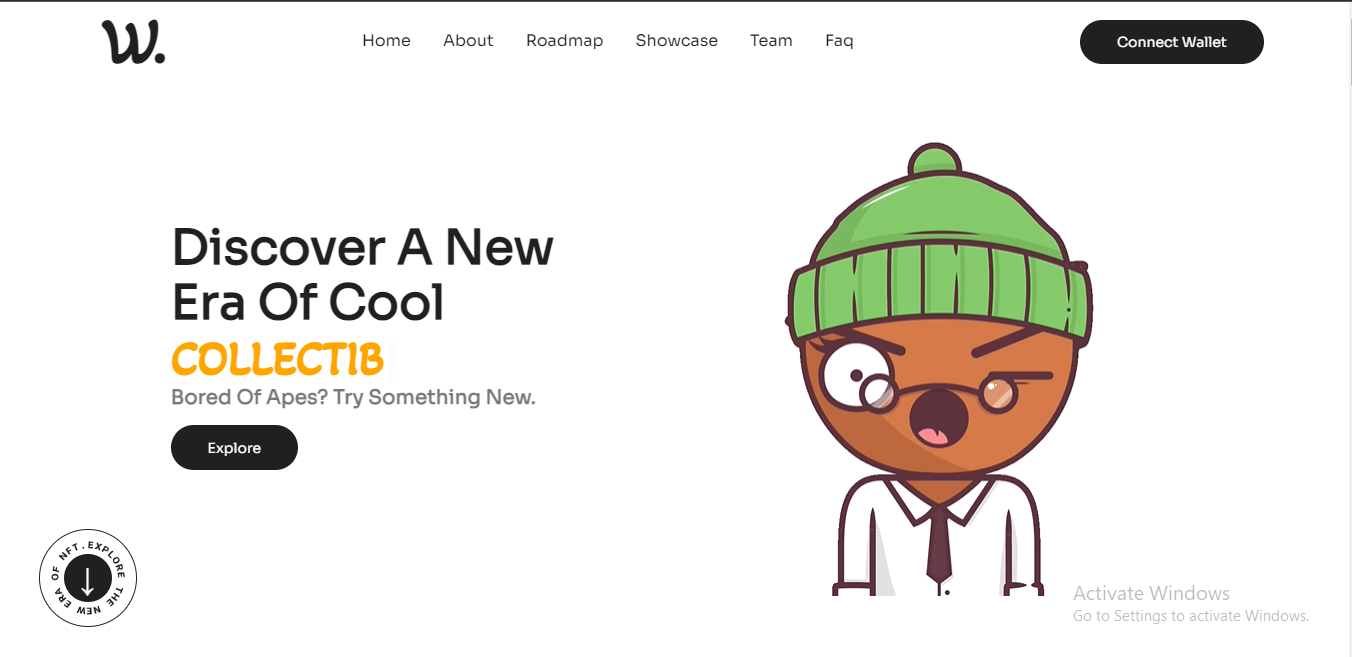 W.
Home
About
Roadmap
Showcase
Team
Faq
Connect Wallet
Discover A New
Era Of Cool
COLLECTIB
Bored Of Apes? Try Something New.
Explore
EXPLORE THE NEW ERA OF NFT .
Activate Windows
Go to Settings to activate Windows.